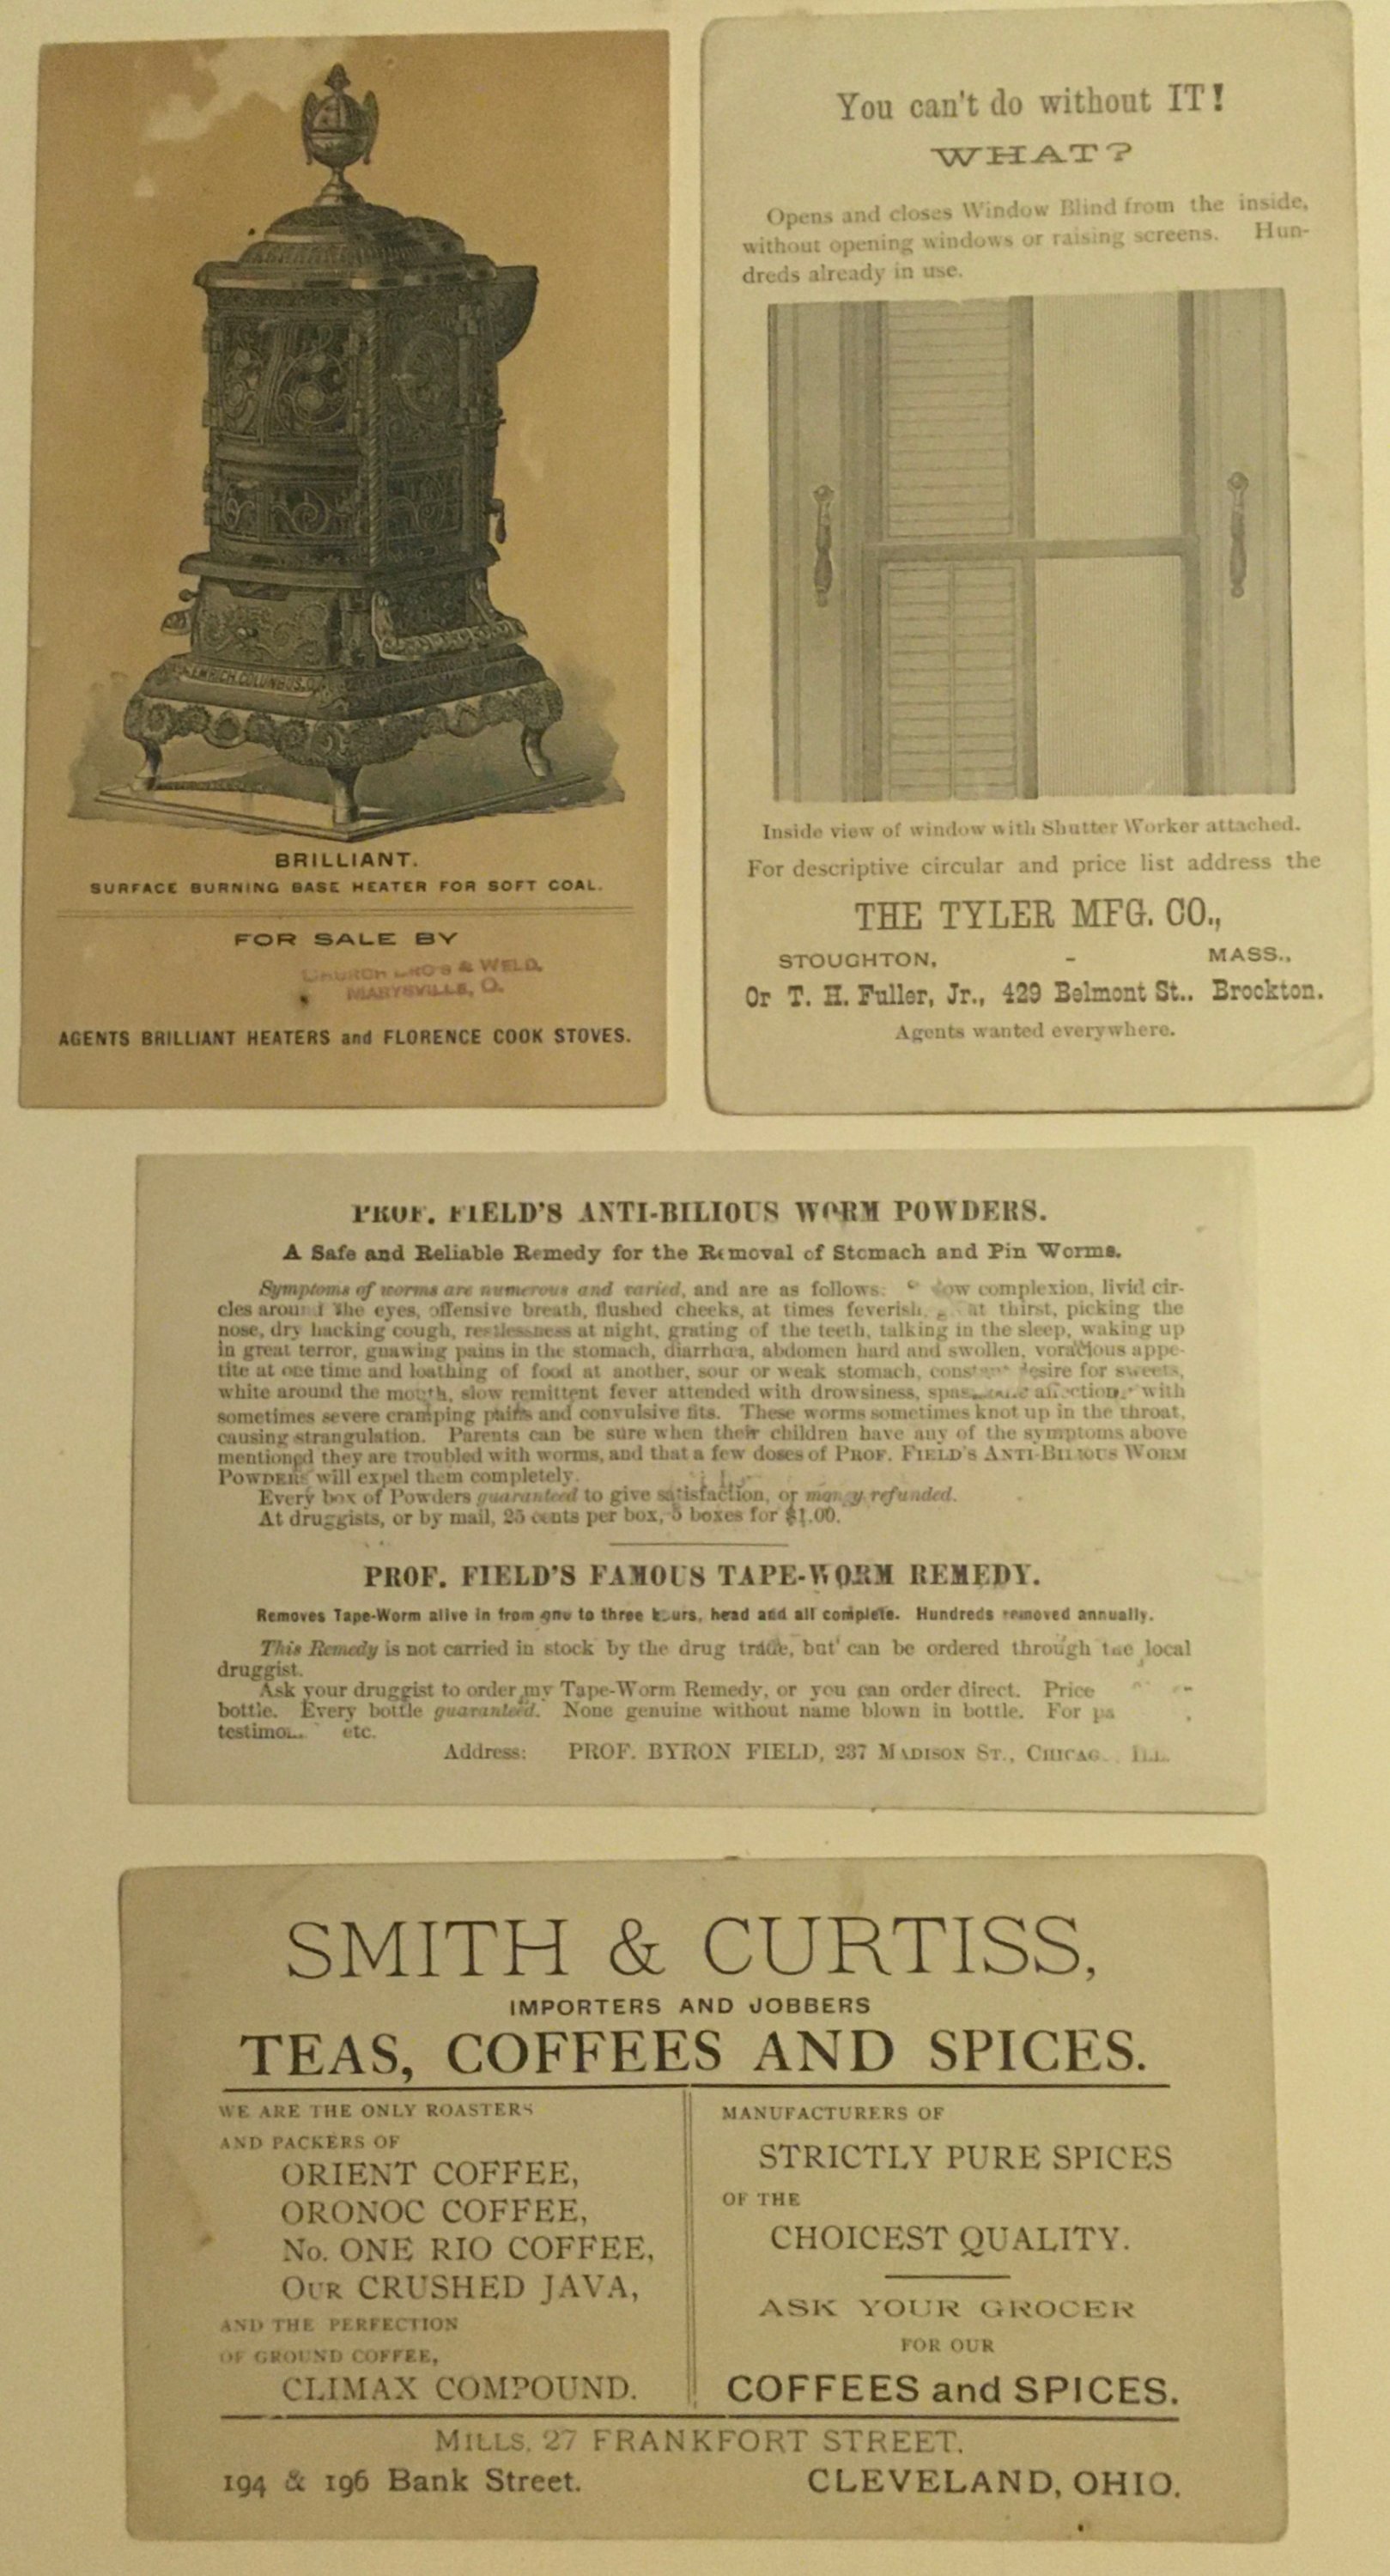 COLUMBUS, O.
BRILLIANT.
SURFACE BURNING BASE HEATER FOR SOFT COAL.
FOR SALE BY
& WELD,
MARYSVILLE, O.
AGENTS BRILLIANT HEATERS and FLORENCE COOK STOVES.
You can't do without IT!
WHAT?
Opens and closes Window Blind from the inside,
without opening windows or raising screens. Hun-
dreds already in use.
Inside view of window with Shutter Worker attached.
For descriptive circular and price list address the
THE TYLER MFG. CO.,
STOUGHTON, - MASS.,
Or T. H. Fuller, Jr., 429 Belmont St.. Brockton.
Agents wanted everywhere.
PROF. FIELD'S ANTI-BILIOUS WORM POWDERS.
A Safe and Reliable Remedy for the Removal of Stomach and Pin Worms.
Symptoms of worms are numerous and varied, and are as follows: complexion, livid cir-
cles around the eyes, offensive breath, flushed cheeks, at times feverish, thirst, picking the
nose, dry hacking cough, restlessness at night, grating of the teeth, talking in the sleep, waking up
in great terror, gnawing pains in the stomach, diarrhœa, abdomen hard and swollen, voracious appe-
tite at one time and loathing of food at another, sour or weak stomach, constant desire for sweets,
white around the mouth, slow remittent fever attended with drowsiness, with
sometimes severe cramping pains and convulsive fits. These worms sometimes knot up in the throat,
causing strangulation. Parents can be sure when their children have any of the symptoms above
mentioned they are troubled with worms, and that a few doses of PROF. FIELD'S ANTI-BILIOUS WORM
POWDERS will expel them completely.
Every box of Powders guaranteed to give satisfaction, or money refunded.
At druggists, or by mail, 25 cents per box, 5 boxes for $1.00.
PROF. FIELD'S FAMOUS TAPE-WORM REMEDY.
Removes Tape-Worm alive in from one to three hours, head and all complete. Hundreds removed annually.
This Remedy is not carried in stock by the drug trade, but can be ordered through the local
druggist.
Ask your druggist to order my Tape-Worm Remedy, or you can order direct. Price
bottle. Every bottle guaranteed. None genuine without name blown in bottle. For
etc.
Address: PROF. BYRON FIELD, 237 MADISON ST., CHICAGO, ILL.
SMITH & CURTISS,
IMPORTERS AND JOBBERS
TEAS, COFFEES AND SPICES.
WE ARE THE ONLY ROASTERS
AND PACKERS OF
ORIENT COFFEE,
ORONOC COFFEE,
No. ONE RIO COFFEE,
OUR CRUSHED JAVA,
AND THE PERFECTION
OF GROUND COFFEE,
CLIMAX COMPOUND.
MANUFACTURERS OF
STRICTLY PURE SPICES
OF THE
CHOICEST QUALITY.
ASK YOUR GROCER
FOR OUR
COFFEES and SPICES.
MILLS, 27 FRANKFORT STREET.
194 & 196 Bank Street. CLEVELAND, OHIO.